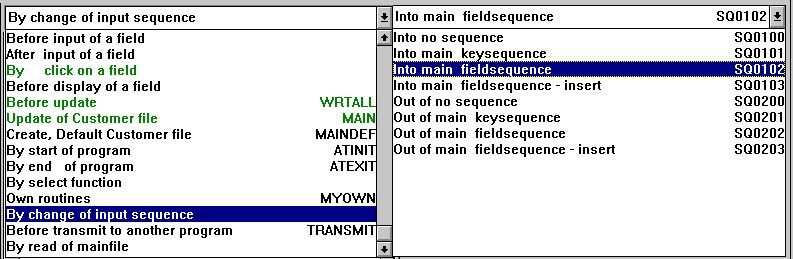 By change of input sequence
Before input of a field
After input of a field
By click on a field
Before display of a field
Before update WRTALL
Update of Customer file MAIN
Create, Default Customer file MAINDEF
By start of program ATINIT
By end of program ATEXIT
By select function
Own routines MYOWN
By change of input sequence
Before transmit to another program TRANSMIT
By read of mainfile
Into main fieldsequence SQ0102
Into no sequence SQ0100
Into main keysequence SQ0101
Into main fieldsequence SQ0102
Into main fieldsequence - insert SQ0103
Out of no sequence SQ0200
Out of main keysequence SQ0201
Out of main fieldsequence SQ0202
Out of main fieldsequence - insert SQ0203